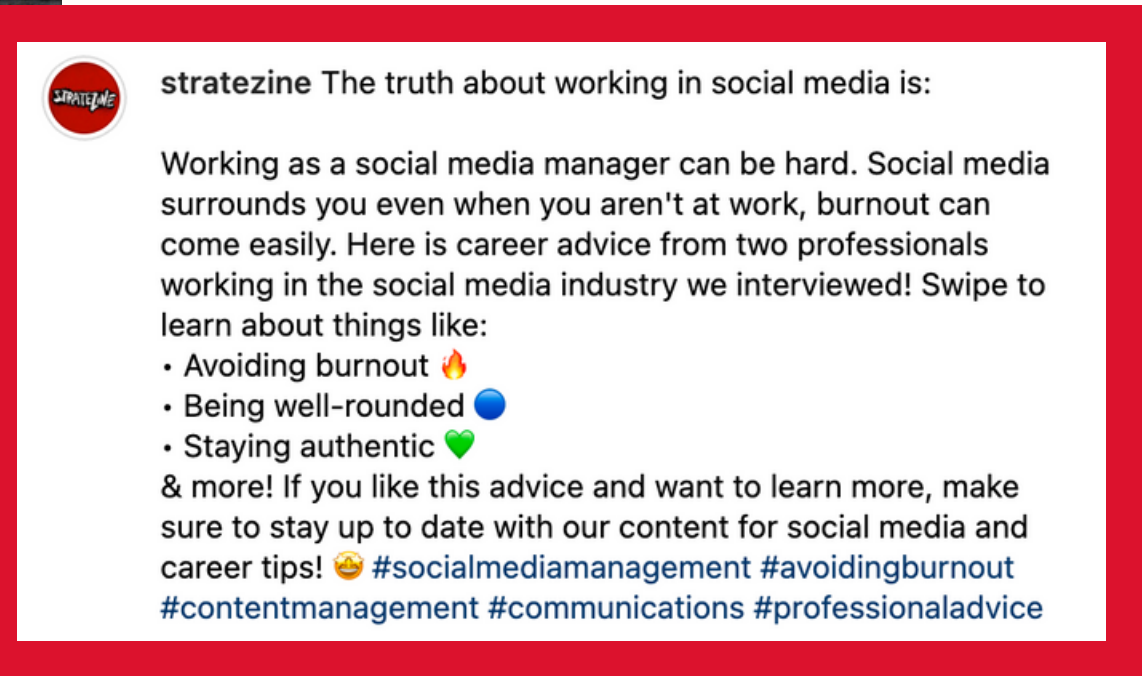 STRATEZINE
stratezine The truth about working in social media is:
Working as a social media manager can be hard. Social media
surrounds you even when you aren't at work, burnout can
come easily. Here is career advice from two professionals
working in the social media industry we interviewed! Swipe to
learn about things like:
• Avoiding burnout 🔥
• Being well-rounded 🔵
• Staying authentic 💚
& more! If you like this advice and want to learn more, make
sure to stay up to date with our content for social media and
career tips! 🤩 #socialmediamanagement #avoidingburnout
#contentmanagement #communications #professionaladvice